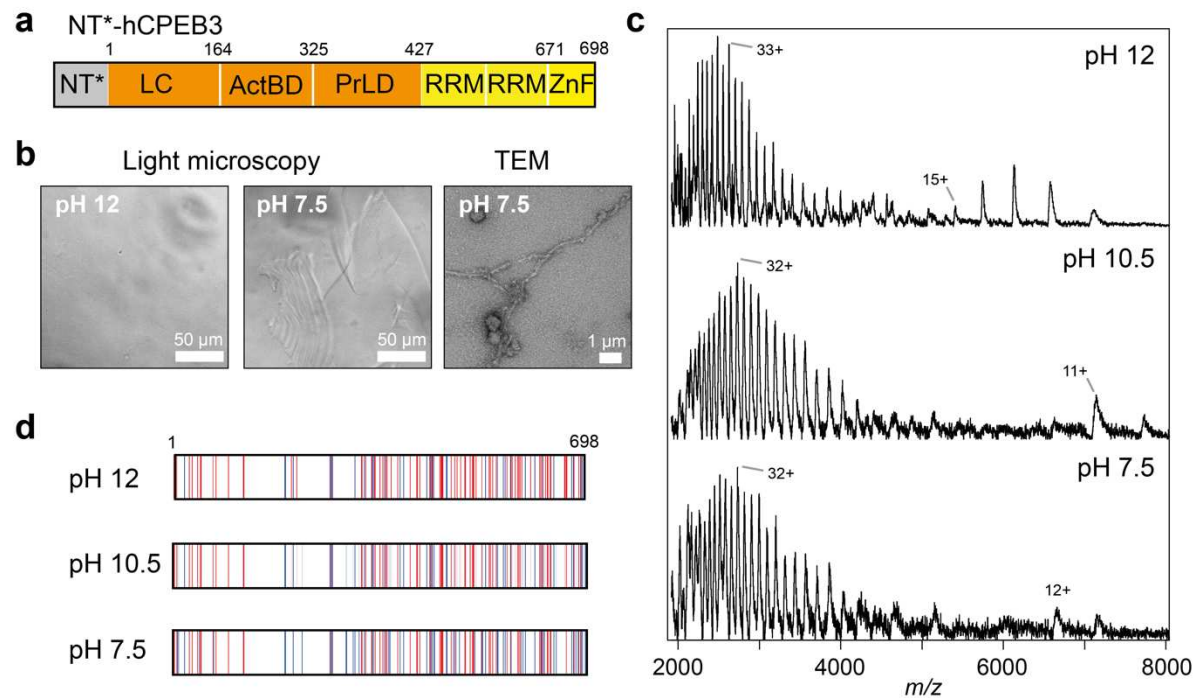 a
NT*-hCPEB3
1 164 325 427 671 698
NT* LC ActBD PrLD RRM RRM ZnF
b
Light microscopy TEM
pH 12 pH 7.5 pH 7.5
50 µm 50 µm 1 µm
c
pH 12
33+
15+
pH 10.5
32+
11+
pH 7.5
32+
12+
2000 4000 6000 8000
m/z
d
1 698
pH 12
pH 10.5
pH 7.5